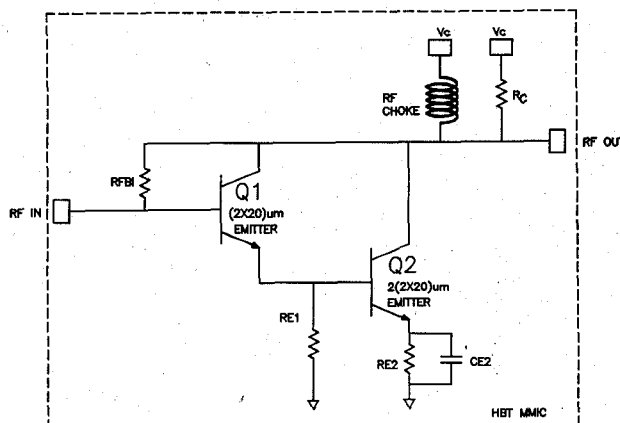 Vc
Vc
RF
CHOKE
RC
RF OUT
RFBI
Q1
(2X20)um
EMITTER
RF IN
Q2
2(2X20)um
EMITTER
RE1
RE2
CE2
HBT MMIC